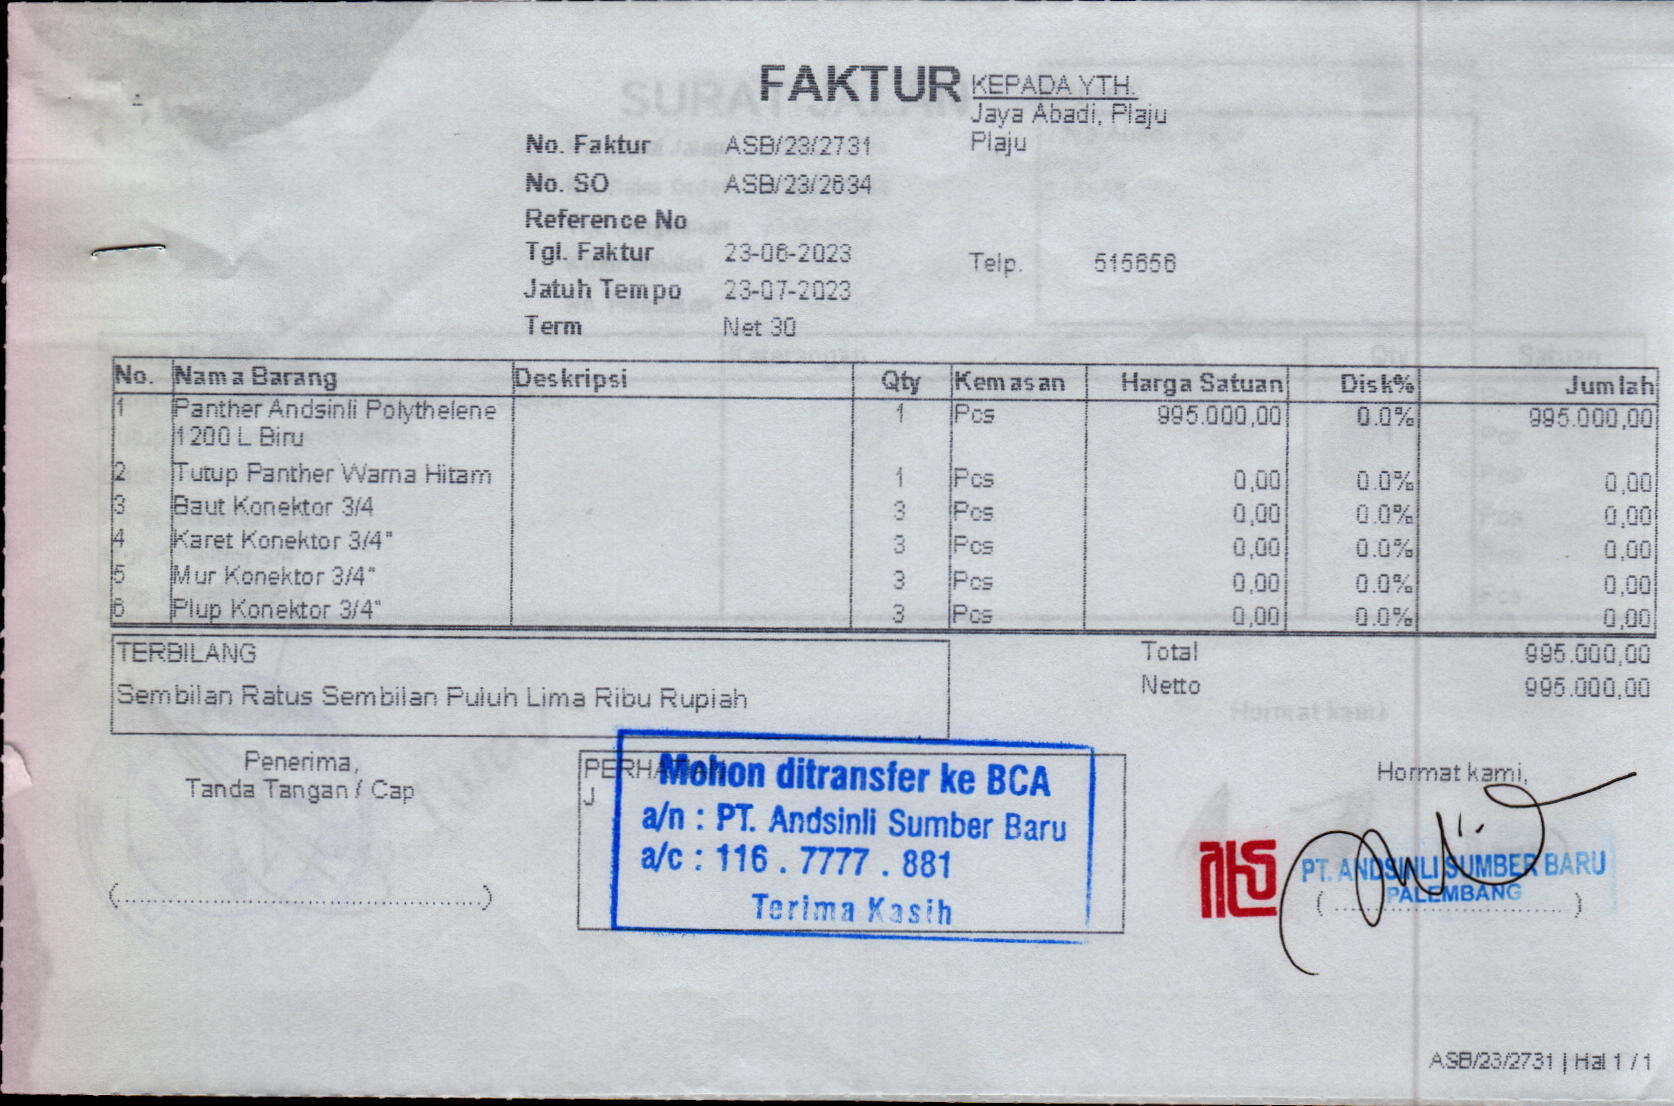 FAKTUR
KEPADA YTH.
Jaya Abadi, Plaju
Plaju
No. Faktur ASB/23/2731
No. SO ASB/23/2634
Reference No
Tgl. Faktur 23-06-2023
Jatuh Tempo 23-07-2023
Term Net 30
Telp. 515656
No. Nama Barang Deskripsi Qty Kemasan Harga Satuan Disk% Jumlah
1 Panther Andsinli Polythelene 1 Pcs 995.000,00 0.0% 995.000,00
1200 L Biru
2 Tutup Panther Warna Hitam 1 Pcs 0,00 0.0% 0,00
3 Baut Konektor 3/4 3 Pcs 0,00 0.0% 0,00
4 Karet Konektor 3/4" 3 Pcs 0,00 0.0% 0,00
5 Mur Konektor 3/4" 3 Pcs 0,00 0.0% 0,00
6 Plup Konektor 3/4" 3 Pcs 0,00 0.0% 0,00
TERBILANG
Sembilan Ratus Sembilan Puluh Lima Ribu Rupiah
Total 995.000,00
Netto 995.000,00
Penerima,
Tanda Tangan / Cap
(..................................................)
J
Mohon ditransfer ke BCA
a/n : PT. Andsinli Sumber Baru
a/c : 116 . 7777 . 881
Terima Kasih
Hormat kami,
PT. ANDSINLI SUMBER BARU
PALEMBANG
( ................................ )
ASB/23/2731 | Hal 1 / 1